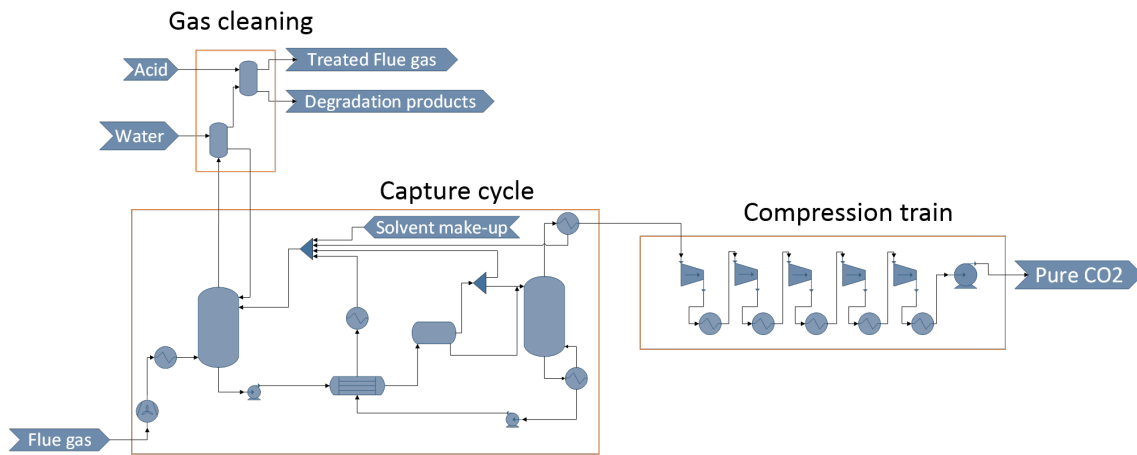 Gas cleaning
Acid
Treated Flue gas
Degradation products
Water
Capture cycle
Solvent make-up
Compression train
Pure CO2
Flue gas